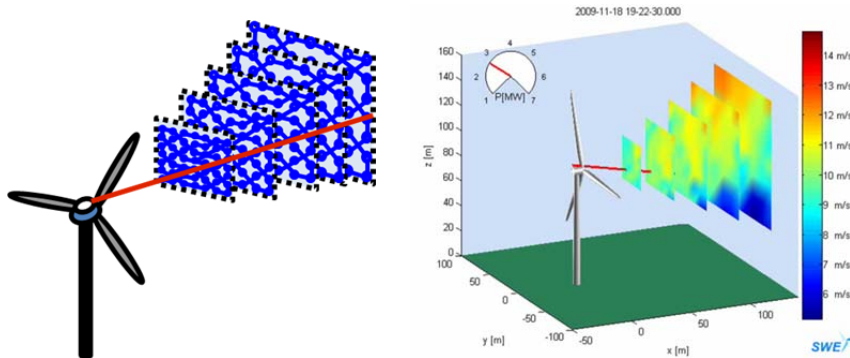 2009-11-18 19-22-30.000
160
140
120
100
80
60
40
20
0
z [m]
1
2
3
4
5
6
7
P[MW]
100
50
0
-50
-100
y [m]
-50
0
50
100
x [m]
14 m/s
13 m/s
12 m/s
11 m/s
10 m/s
9 m/s
8 m/s
7 m/s
6 m/s
SWE